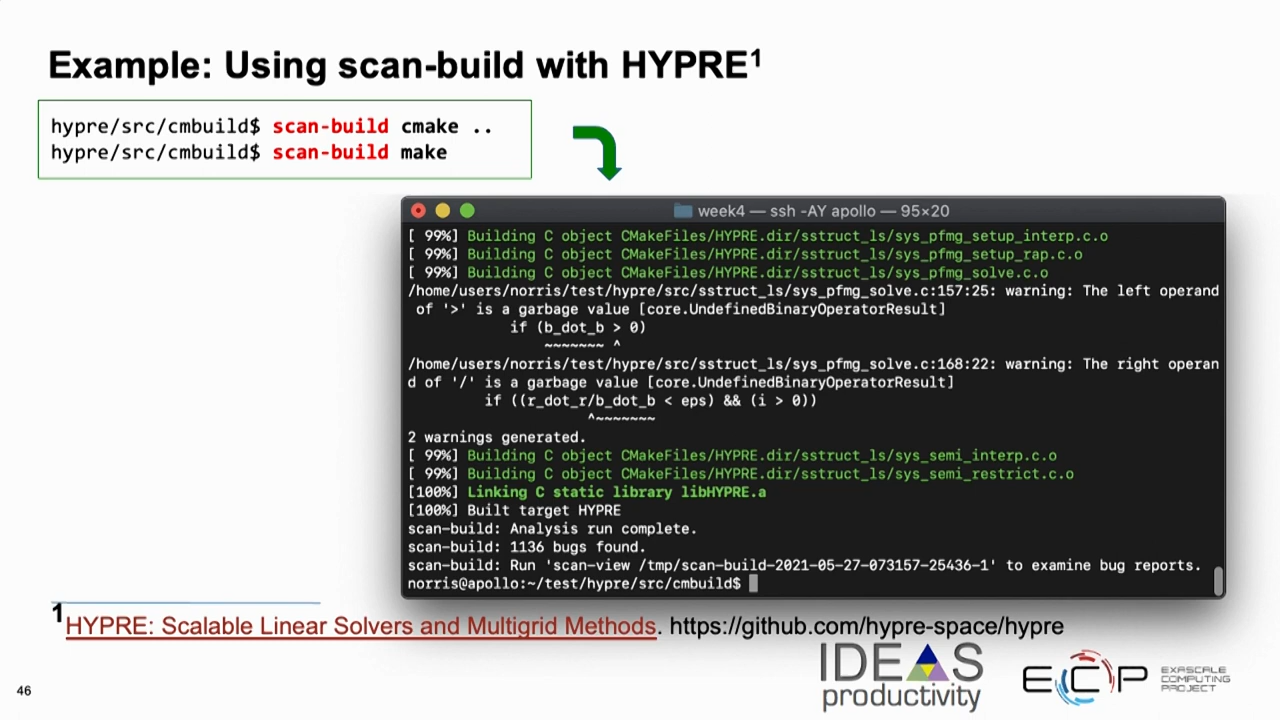 Example: Using scan-build with HYPRE1
hypre/src/cmbuild$ scan-build cmake ..
hypre/src/cmbuild$ scan-build make
week4 — ssh -AY apollo — 95×20
[ 99%] Building C object CMakeFiles/HYPRE.dir/sstruct_ls/sys_pfmg_setup_interp.c.o
[ 99%] Building C object CMakeFiles/HYPRE.dir/sstruct_ls/sys_pfmg_setup_rap.c.o
[ 99%] Building C object CMakeFiles/HYPRE.dir/sstruct_ls/sys_pfmg_solve.c.o
/home/users/norris/test/hypre/src/sstruct_ls/sys_pfmg_solve.c:157:25: warning: The left operand
of '>' is a garbage value [core.UndefinedBinaryOperatorResult]
if (b_dot_b > 0)
~~~~~~~ ^
/home/users/norris/test/hypre/src/sstruct_ls/sys_pfmg_solve.c:168:22: warning: The right operan
d of '/' is a garbage value [core.UndefinedBinaryOperatorResult]
if ((r_dot_r/b_dot_b < eps) && (i > 0))
^~~~~~~~
2 warnings generated.
[ 99%] Building C object CMakeFiles/HYPRE.dir/sstruct_ls/sys_semi_interp.c.o
[ 99%] Building C object CMakeFiles/HYPRE.dir/sstruct_ls/sys_semi_restrict.c.o
[100%] Linking C static library libHYPRE.a
[100%] Built target HYPRE
scan-build: Analysis run complete.
scan-build: 1136 bugs found.
scan-build: Run 'scan-view /tmp/scan-build-2021-05-27-073157-25436-1' to examine bug reports.
norris@apollo:~/test/hypre/src/cmbuild$
1HYPRE: Scalable Linear Solvers and Multigrid Methods. https://github.com/hypre-space/hypre
IDEAS
productivity
ECP
EXASCALE
COMPUTING
PROJECT
46